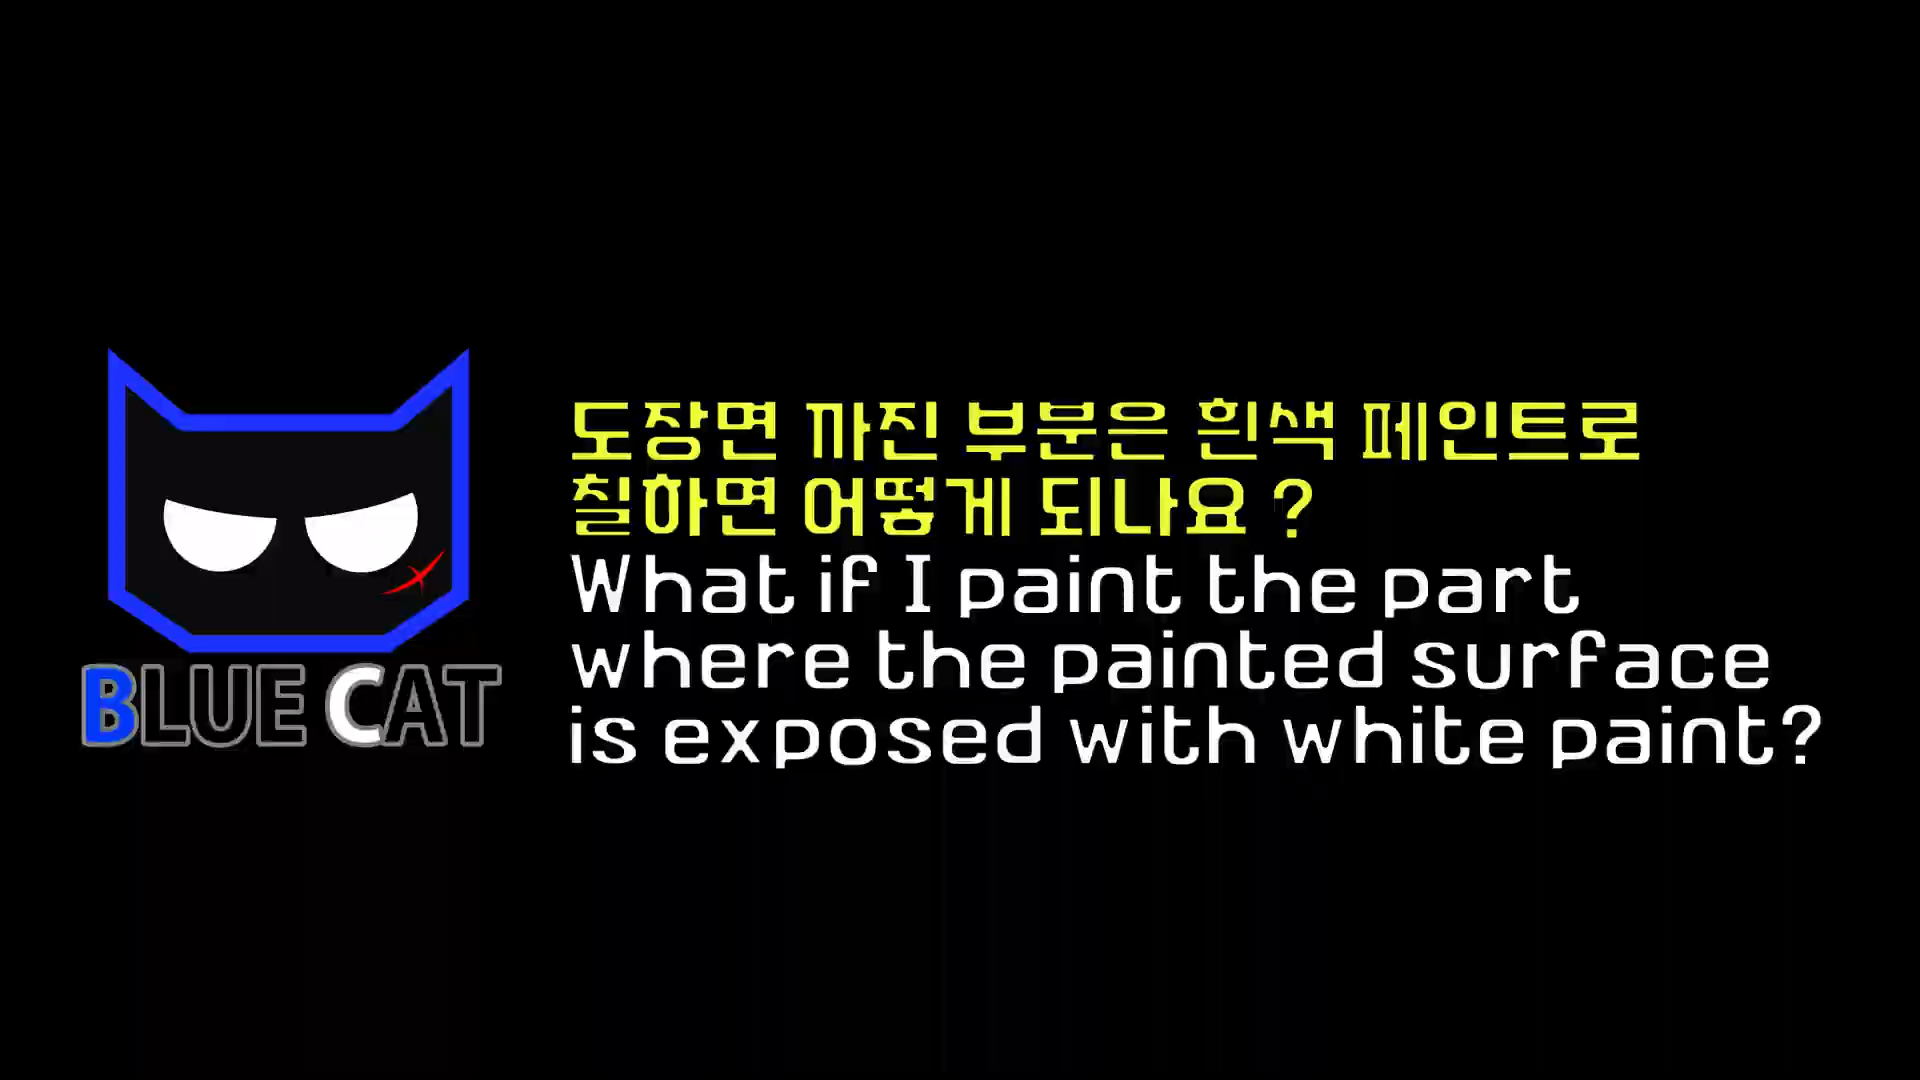 BLUE CAT
도장면 까진 부분은 흰색 페인트로
칠하면 어떻게 되나요 ?
What if I paint the part
where the painted surface
is exposed with white paint?